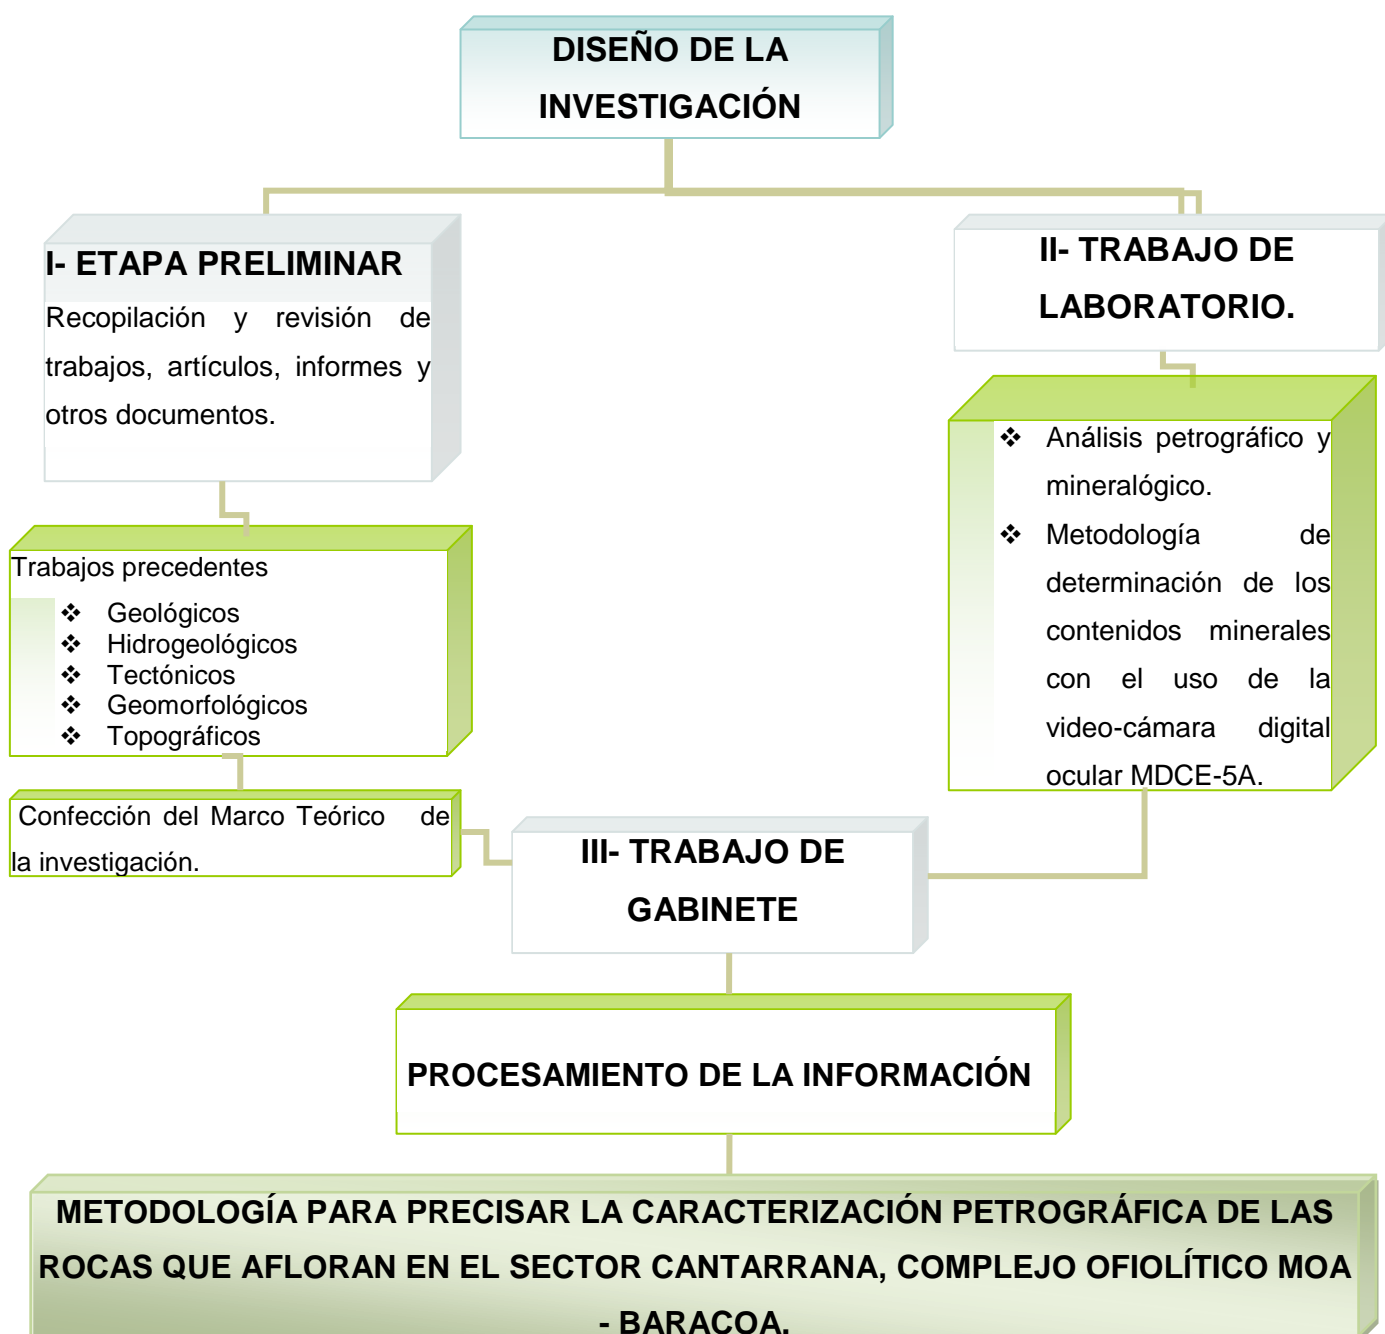 DISEÑO DE LA
INVESTIGACIÓN
I- ETAPA PRELIMINAR
Recopilación y revisión de
trabajos, artículos, informes y
otros documentos.
Trabajos precedentes
❖ Geológicos
❖ Hidrogeológicos
❖ Tectónicos
❖ Geomorfológicos
❖ Topográficos
Confección del Marco Teórico de
la investigación.
II- TRABAJO DE
LABORATORIO.
❖ Análisis petrográfico y
mineralógico.
❖ Metodología de
determinación de los
contenidos minerales
con el uso de la
video-cámara digital
ocular MDCE-5A.
III- TRABAJO DE
GABINETE
PROCESAMIENTO DE LA INFORMACIÓN
METODOLOGÍA PARA PRECISAR LA CARACTERIZACIÓN PETROGRÁFICA DE LAS
ROCAS QUE AFLORAN EN EL SECTOR CANTARRANA, COMPLEJO OFIOLÍTICO MOA
- BARACOA.